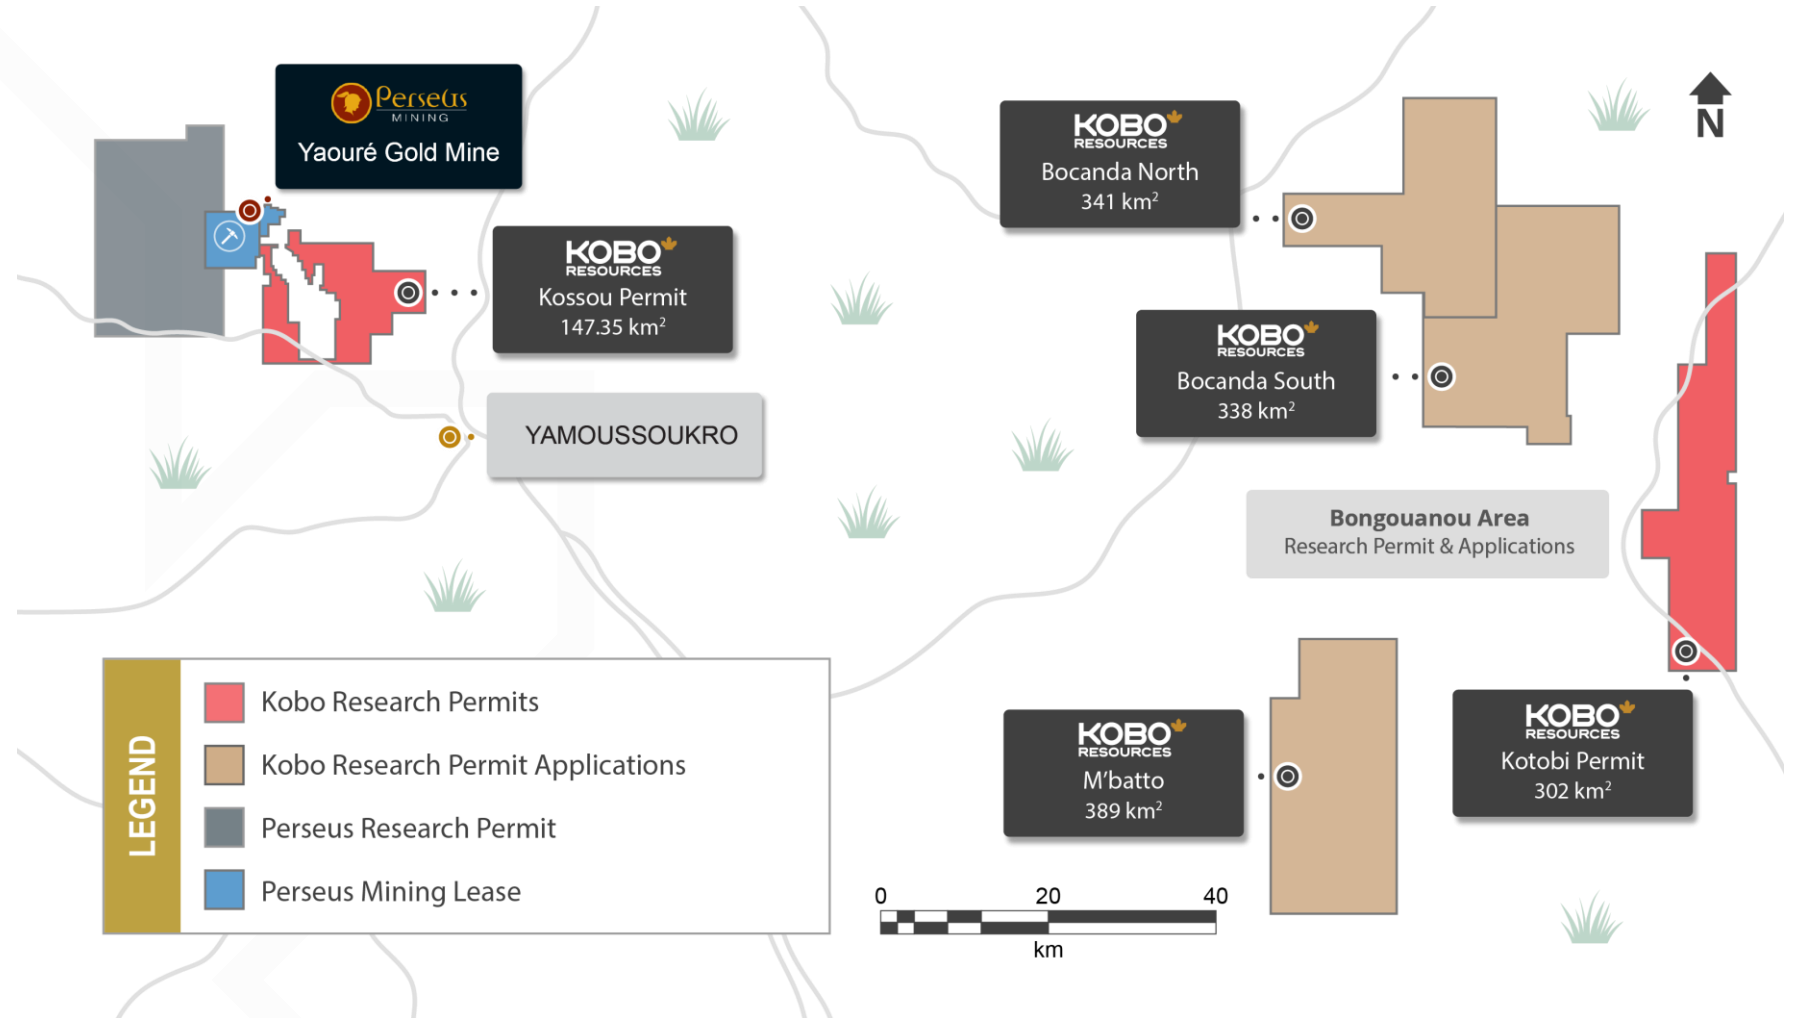 Perseus
MINING
Yaouré Gold Mine
KOBO
RESOURCES
Kossou Permit
147.35 km²
YAMOUSSOUKRO
KOBO
RESOURCES
Bocanda North
341 km²
N
KOBO
RESOURCES
Bocanda South
338 km²
Bongouanou Area
Research Permit & Applications
KOBO
RESOURCES
M'batto
389 km²
KOBO
RESOURCES
Kotobi Permit
302 km²
LEGEND
Kobo Research Permits
Kobo Research Permit Applications
Perseus Research Permit
Perseus Mining Lease
0 20 40
km